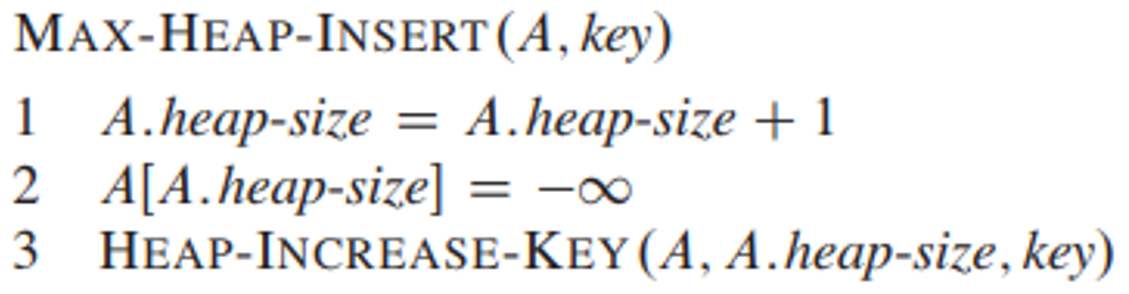 MAX-HEAP-INSERT(A, key)
1 A.heap-size = A.heap-size + 1
2 A[A.heap-size] = −∞
3 HEAP-INCREASE-KEY(A, A.heap-size, key)